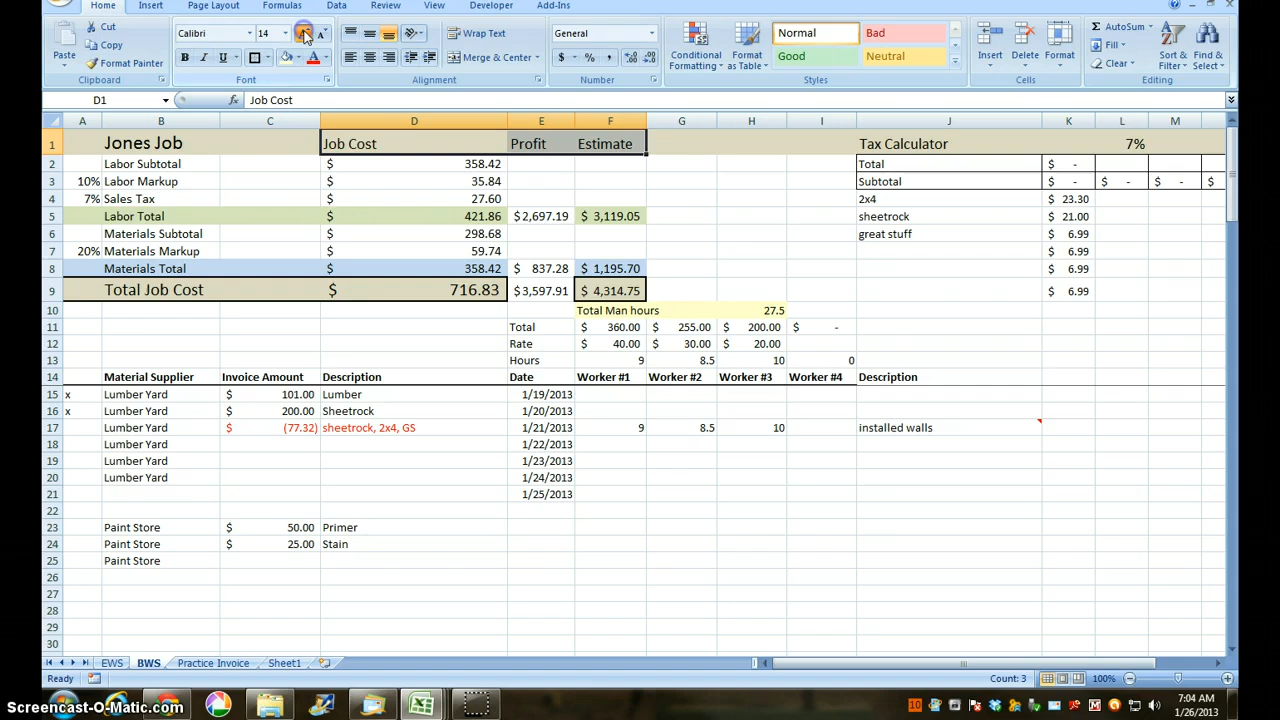 Home Insert Page Layout Formulas Data Review View Developer Add-Ins
Cut
Copy
Paste Format Painter
Clipboard
Calibri 14
B I U
Font
Wrap Text
Merge & Center
Alignment
General
$ % ,
Number
Conditional Formatting Format as Table
Normal Bad
Good Neutral
Styles
Insert Delete Format
Cells
AutoSum
Fill
Clear
Sort & Filter Find & Select
Editing
D1 fx Job Cost
A B C D E F G H I J K L M
1 Jones Job Job Cost Profit Estimate Tax Calculator 7%
2 Labor Subtotal $ 358.42 Total $ -
3 10% Labor Markup $ 35.84 Subtotal $ - $ - $ - $
4 7% Sales Tax $ 27.60 2x4 $ 23.30
5 Labor Total $ 421.86 $2,697.19 $ 3,119.05 sheetrock $ 21.00
6 Materials Subtotal $ 298.68 great stuff $ 6.99
7 20% Materials Markup $ 59.74 $ 6.99
8 Materials Total $ 358.42 $ 837.28 $ 1,195.70 $ 6.99
9 Total Job Cost $ 716.83 $3,597.91 $ 4,314.75 $ 6.99
10 Total Man hours 27.5
11 Total $ 360.00 $ 255.00 $ 200.00 $ -
12 Rate $ 40.00 $ 30.00 $ 20.00
13 Hours 9 8.5 10 0
14 Material Supplier Invoice Amount Description Date Worker #1 Worker #2 Worker #3 Worker #4 Description
15 x Lumber Yard $ 101.00 Lumber 1/19/2013
16 x Lumber Yard $ 200.00 Sheetrock 1/20/2013
17 Lumber Yard $ (77.32) sheetrock, 2x4, GS 1/21/2013 9 8.5 10 installed walls
18 Lumber Yard 1/22/2013
19 Lumber Yard 1/23/2013
20 Lumber Yard 1/24/2013
21 1/25/2013
22
23 Paint Store $ 50.00 Primer
24 Paint Store $ 25.00 Stain
25 Paint Store
26
27
28
29
30
EWS BWS Practice Invoice Sheet1
Ready Count: 3 100%
Screencast-O-Matic.com
10
7:04 AM
1/26/2013